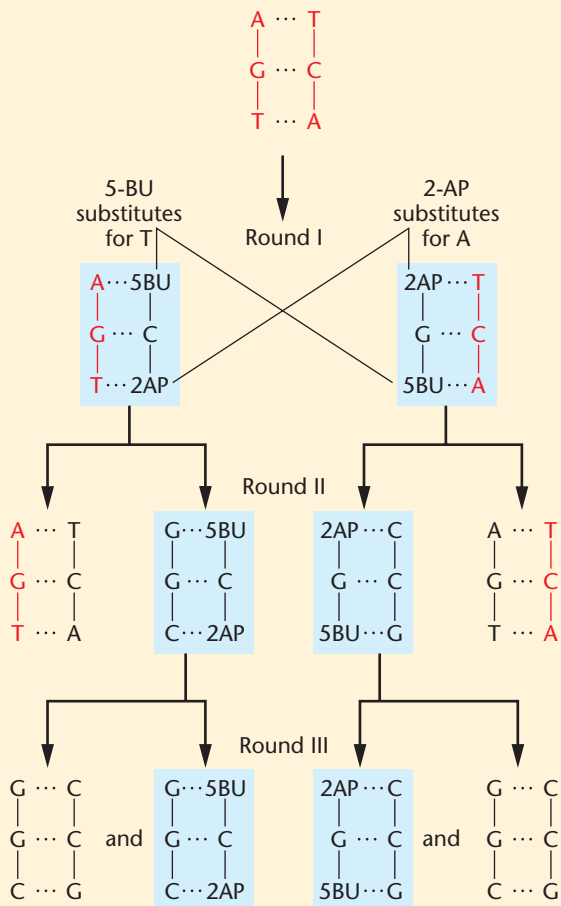 A ··· T
G ··· C
T ··· A
5-BU
substitutes
for T
2-AP
substitutes
for A
Round I
A···5BU
G ··· C
T ···2AP
2AP ··· T
G ··· C
5BU ··· A
Round II
A ··· T
G ··· C
T ··· A
G···5BU
G ··· C
C···2AP
2AP···C
G ··· C
5BU···G
A ··· T
G ··· C
T ··· A
Round III
G ··· C
G ··· C
C ··· G
and
G···5BU
G ··· C
C···2AP
2AP···C
G ··· C
5BU···G
and
G ··· C
G ··· C
C ··· G